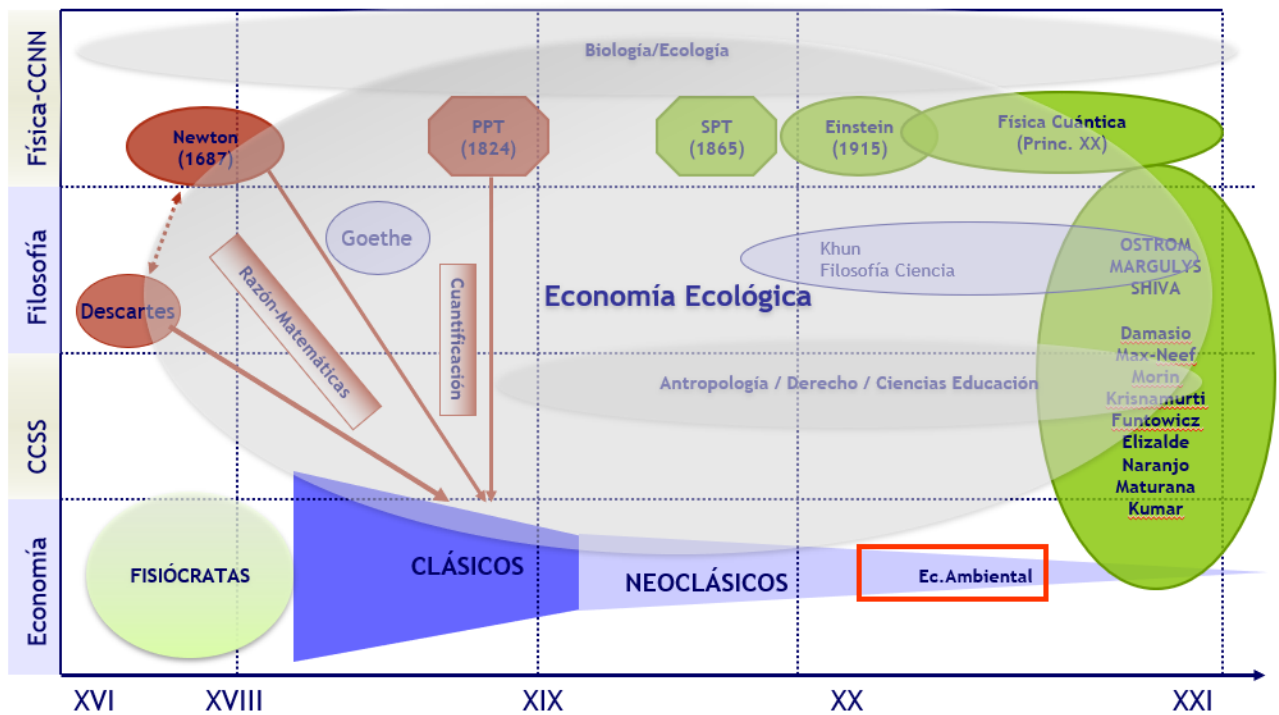 Física-CCNN
Biología/Ecología
Newton
(1687)
PPT
(1824)
SPT
(1865)
Einstein
(1915)
Física Cuántica
(Princ. XX)
Filosofía
Goethe
Descartes
Razón-Matemáticas
Cuantificación
Economía Ecológica
Khun
Filosofía Ciencia
OSTROM
MARGULYS
SHIVA
Damasio
Max-Neef
Morin
Krisnamurti
Funtowicz
Elizalde
Naranjo
Maturana
Kumar
CCSS
Antropología / Derecho / Ciencias Educación
Economía
FISIÓCRATAS
CLÁSICOS
NEOCLÁSICOS
Ec.Ambiental
XVI
XVIII
XIX
XX
XXI